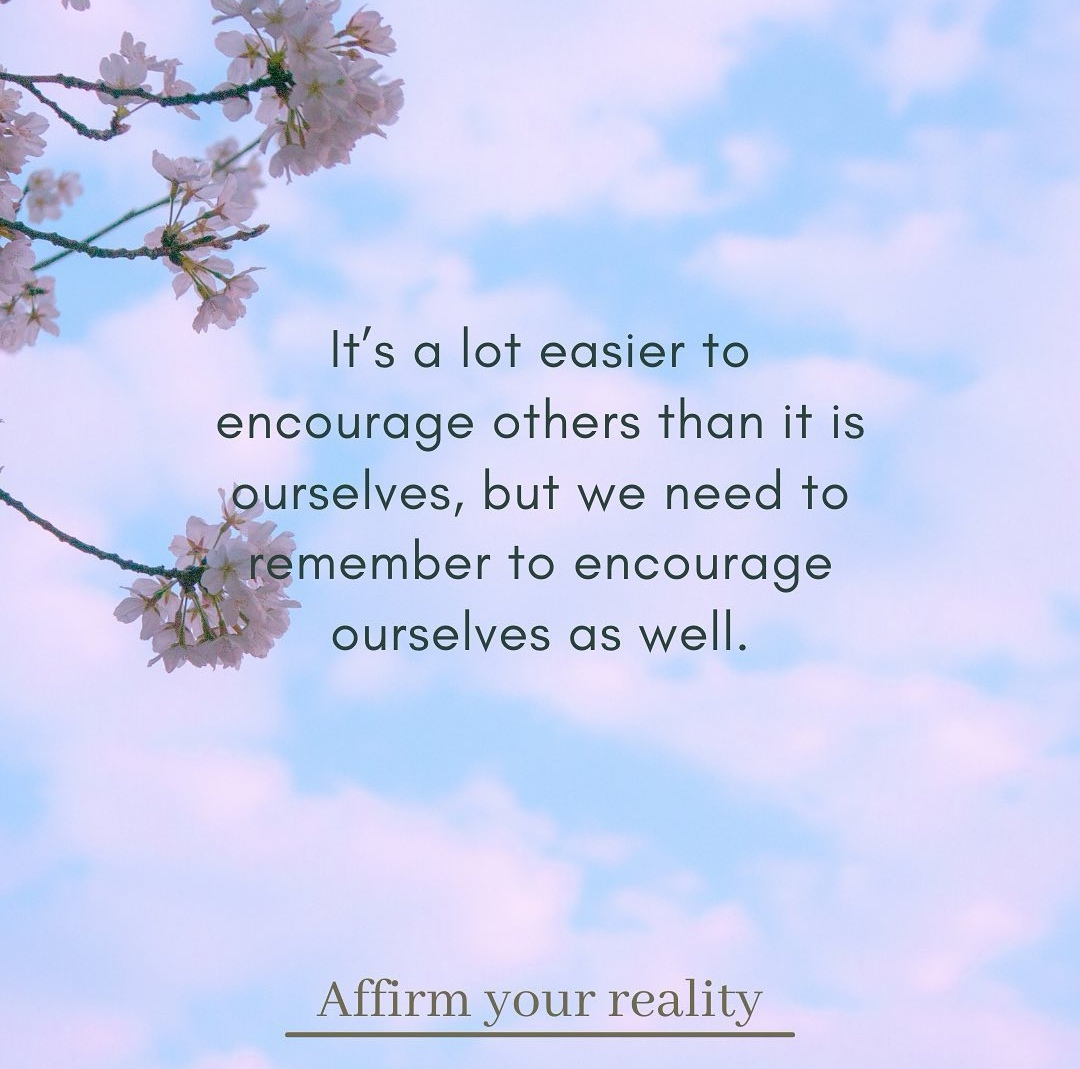 It’s a lot easier to
encourage others than it is
ourselves, but we need to
remember to encourage
ourselves as well.
Affirm your reality